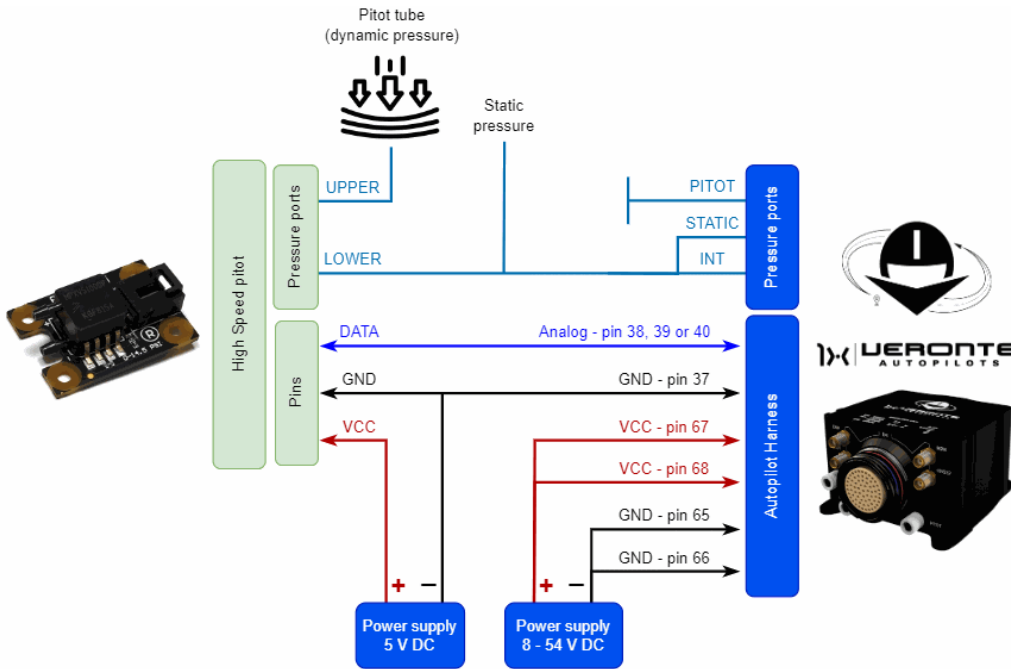 Pitot tube
(dynamic pressure)
Static
pressure
High Speed pilot
Pressure ports
UPPER
LOWER
PITOT
STATIC
INT
Pressure ports
Pins
DATA
Analog - pin 38, 39 or 40
GND
GND - pin 37
VCC
VCC - pin 67
VCC - pin 68
GND - pin 65
GND - pin 66
Autopilot Harness
+ −
+ −
Power supply
5 V DC
Power supply
8 - 54 V DC
VERONTE
AUTOPILOTS